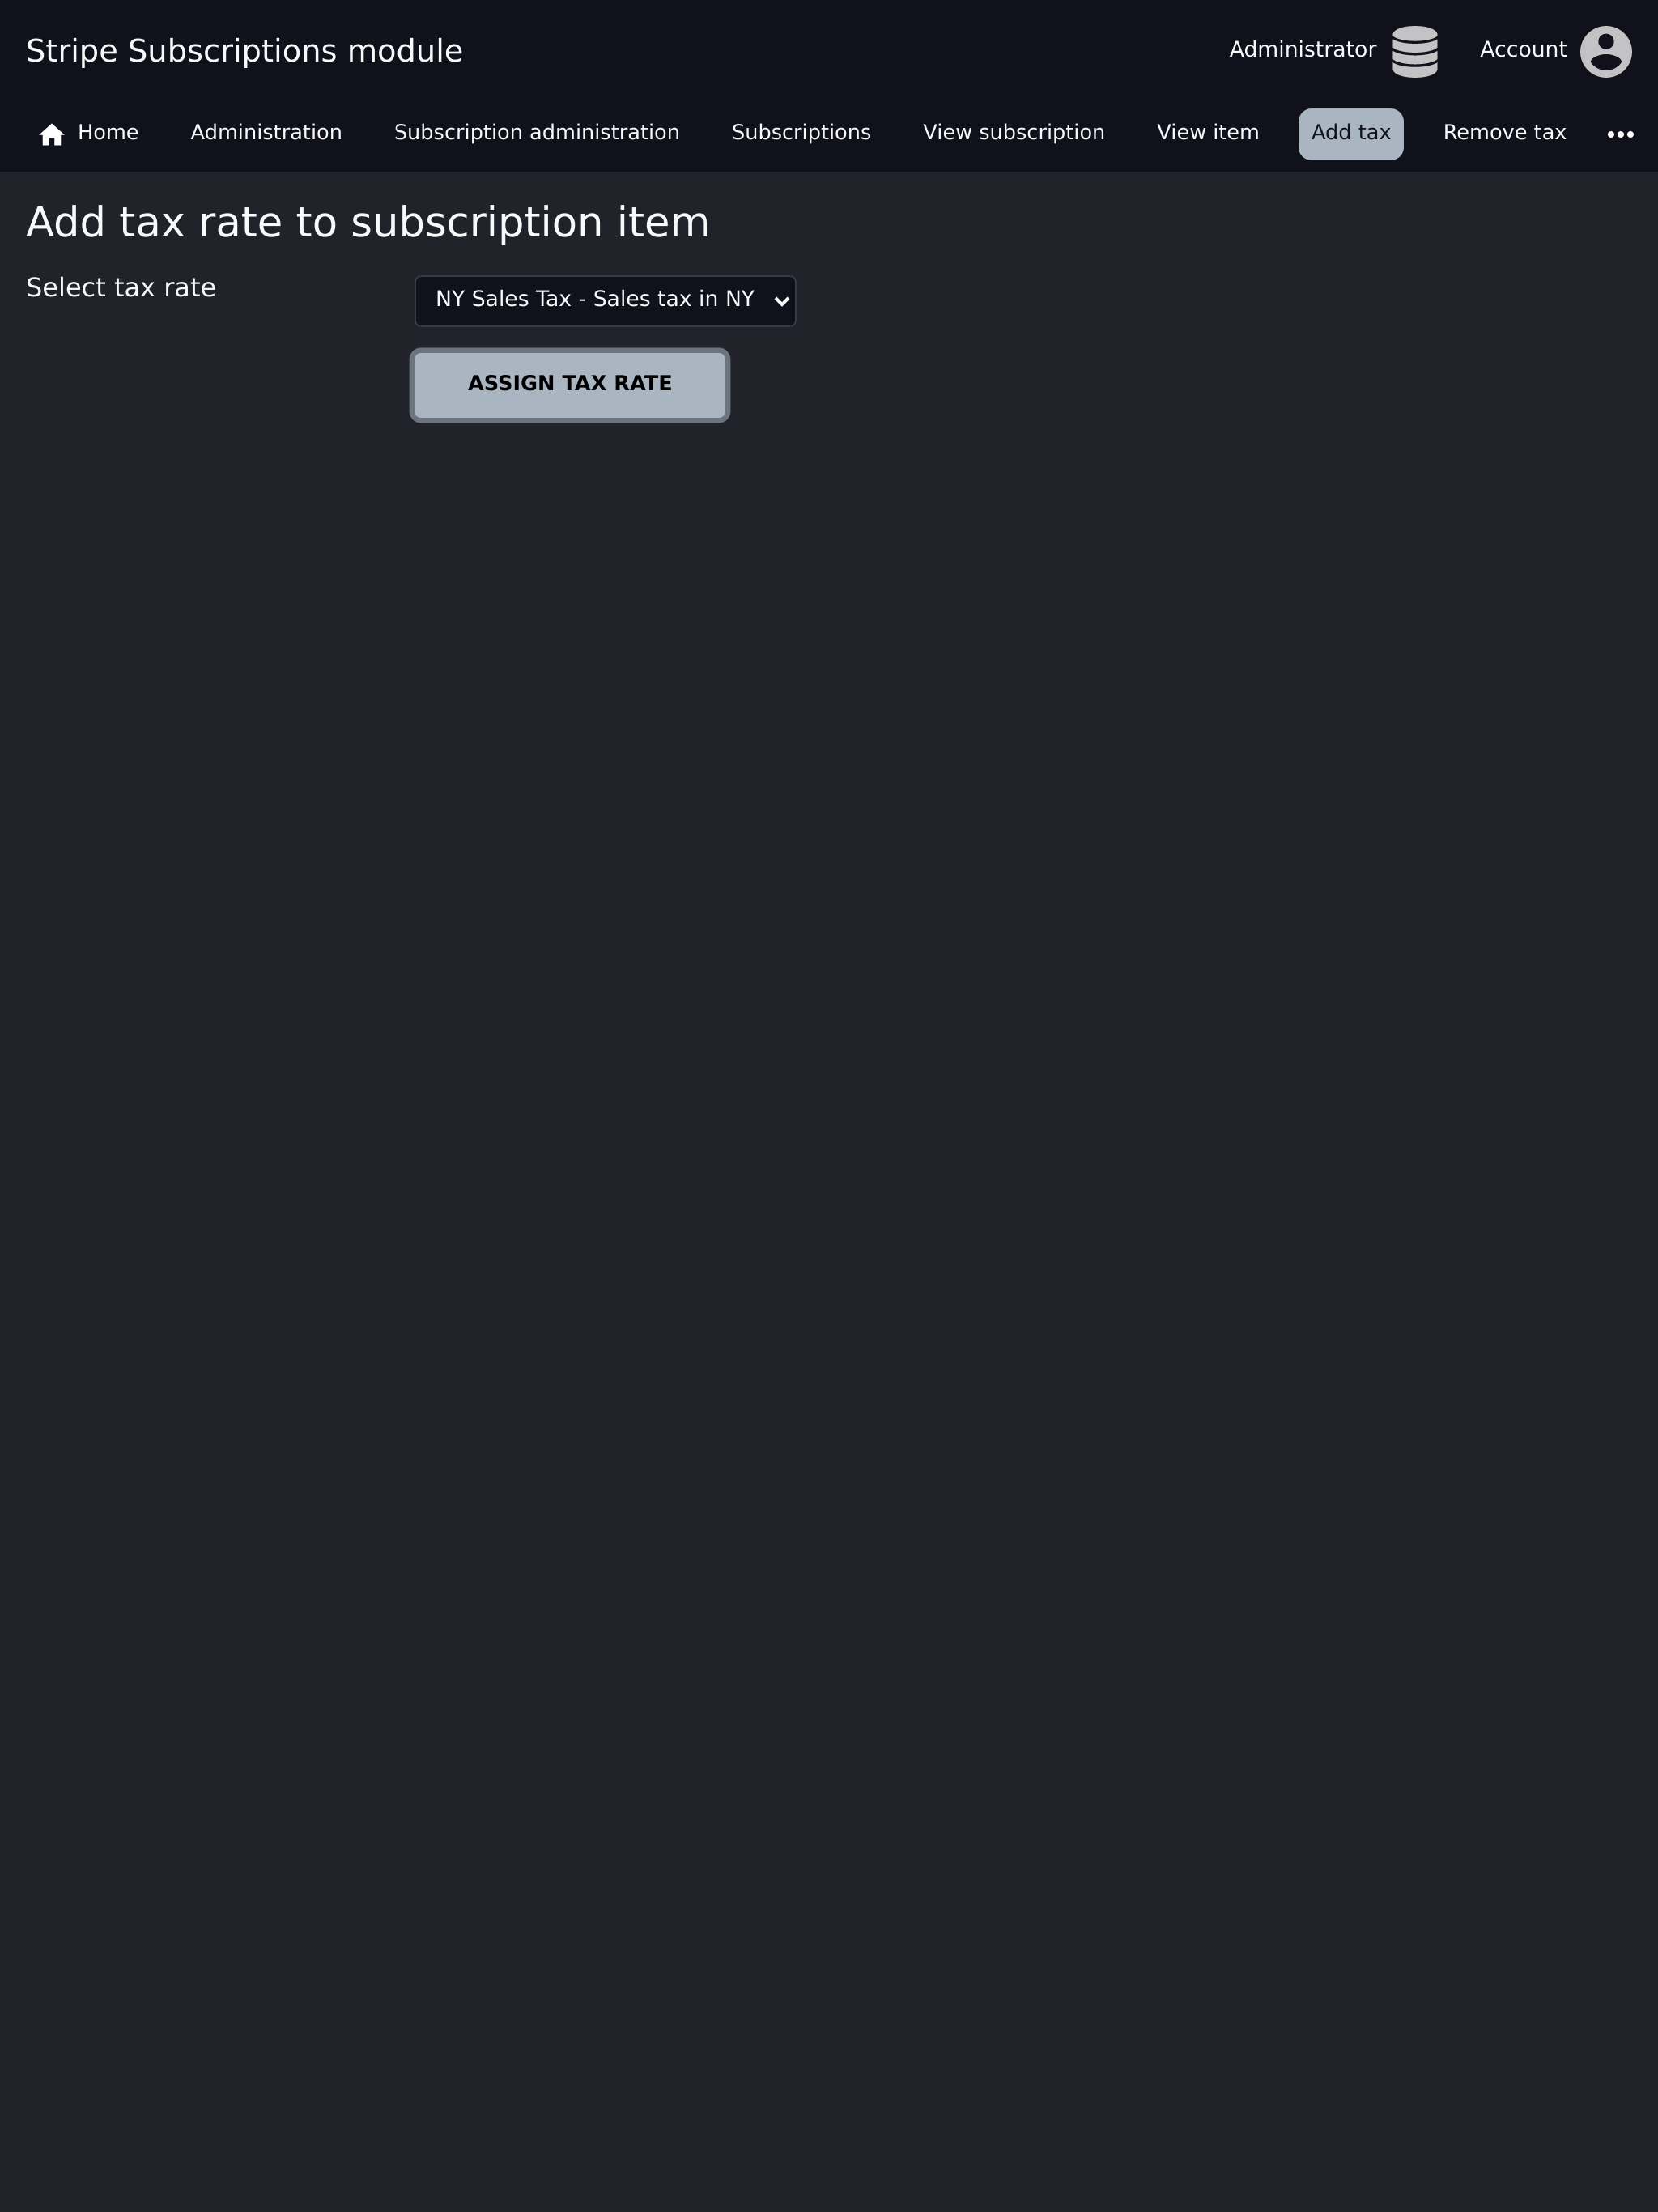 Stripe Subscriptions module
Administrator
Account
Home
Administration
Subscription administration
Subscriptions
View subscription
View item
Add tax
Remove tax
Add tax rate to subscription item
Select tax rate
NY Sales Tax - Sales tax in NY
ASSIGN TAX RATE